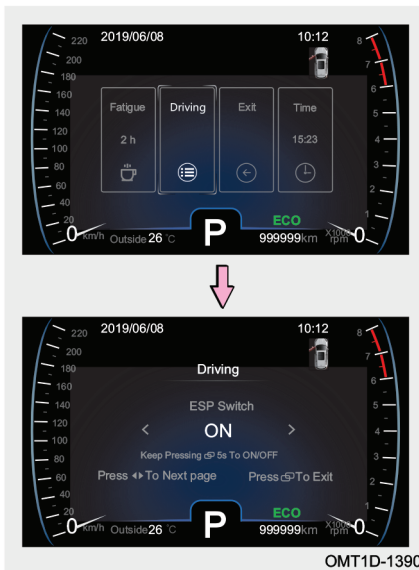 220 2019/06/08 10:12 8
200
180 7
160 6
140 Fatigue Driving Exit Time
5
120
100 2 h 15:23 4
80 3
60 2
40
20 ECO 1
0 km/h Outside 26 °C P 999999km X1000 rpm 0
220 2019/06/08 10:12 8
200
180 Driving 7
160 6
140 ESP Switch 5
120 < ON >
100 4
80 Keep Pressing 5s To ON/OFF 3
60 Press To Next page Press To Exit
40 2
20 ECO 1
0 km/h Outside 26 °C P 999999km X1000 rpm 0
OMT1D-1390